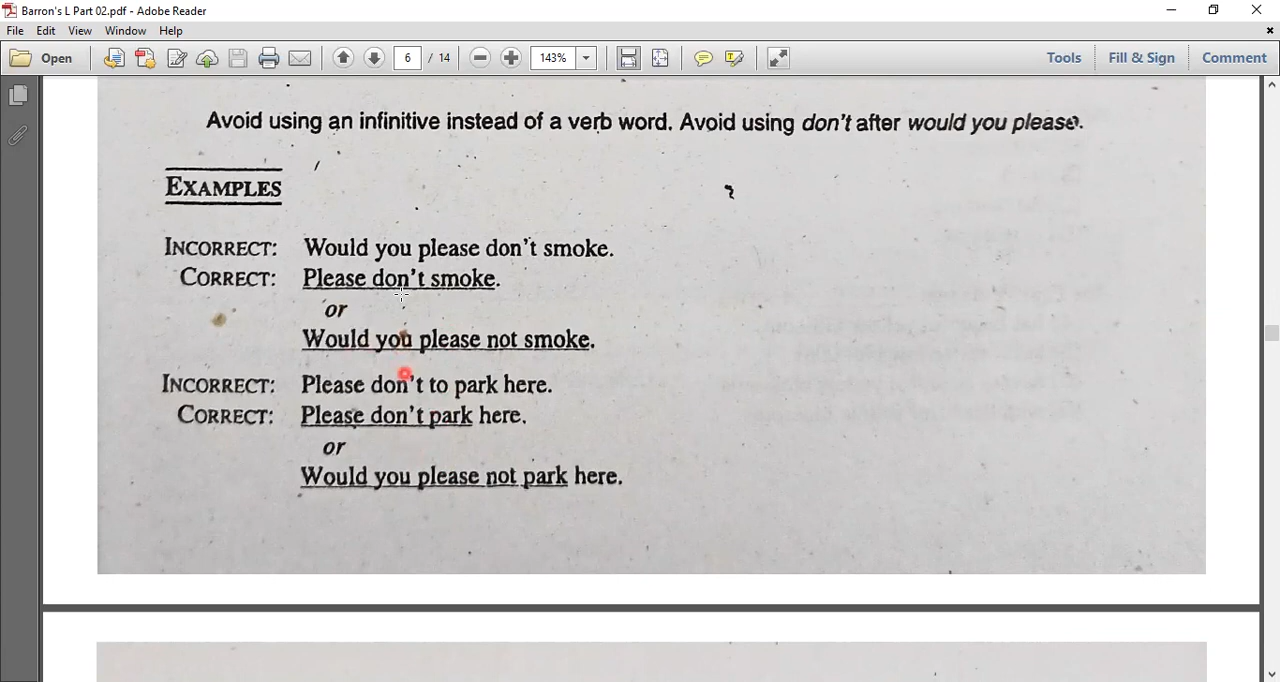 Barron's L Part 02.pdf - Adobe Reader
File Edit View Window Help
Open 6 / 14 143% Tools Fill & Sign Comment
Avoid using an infinitive instead of a verb word. Avoid using don't after would you please.
EXAMPLES
INCORRECT: Would you please don't smoke.
CORRECT: Please don't smoke.
or
Would you please not smoke.
INCORRECT: Please don't to park here.
CORRECT: Please don't park here.
or
Would you please not park here.